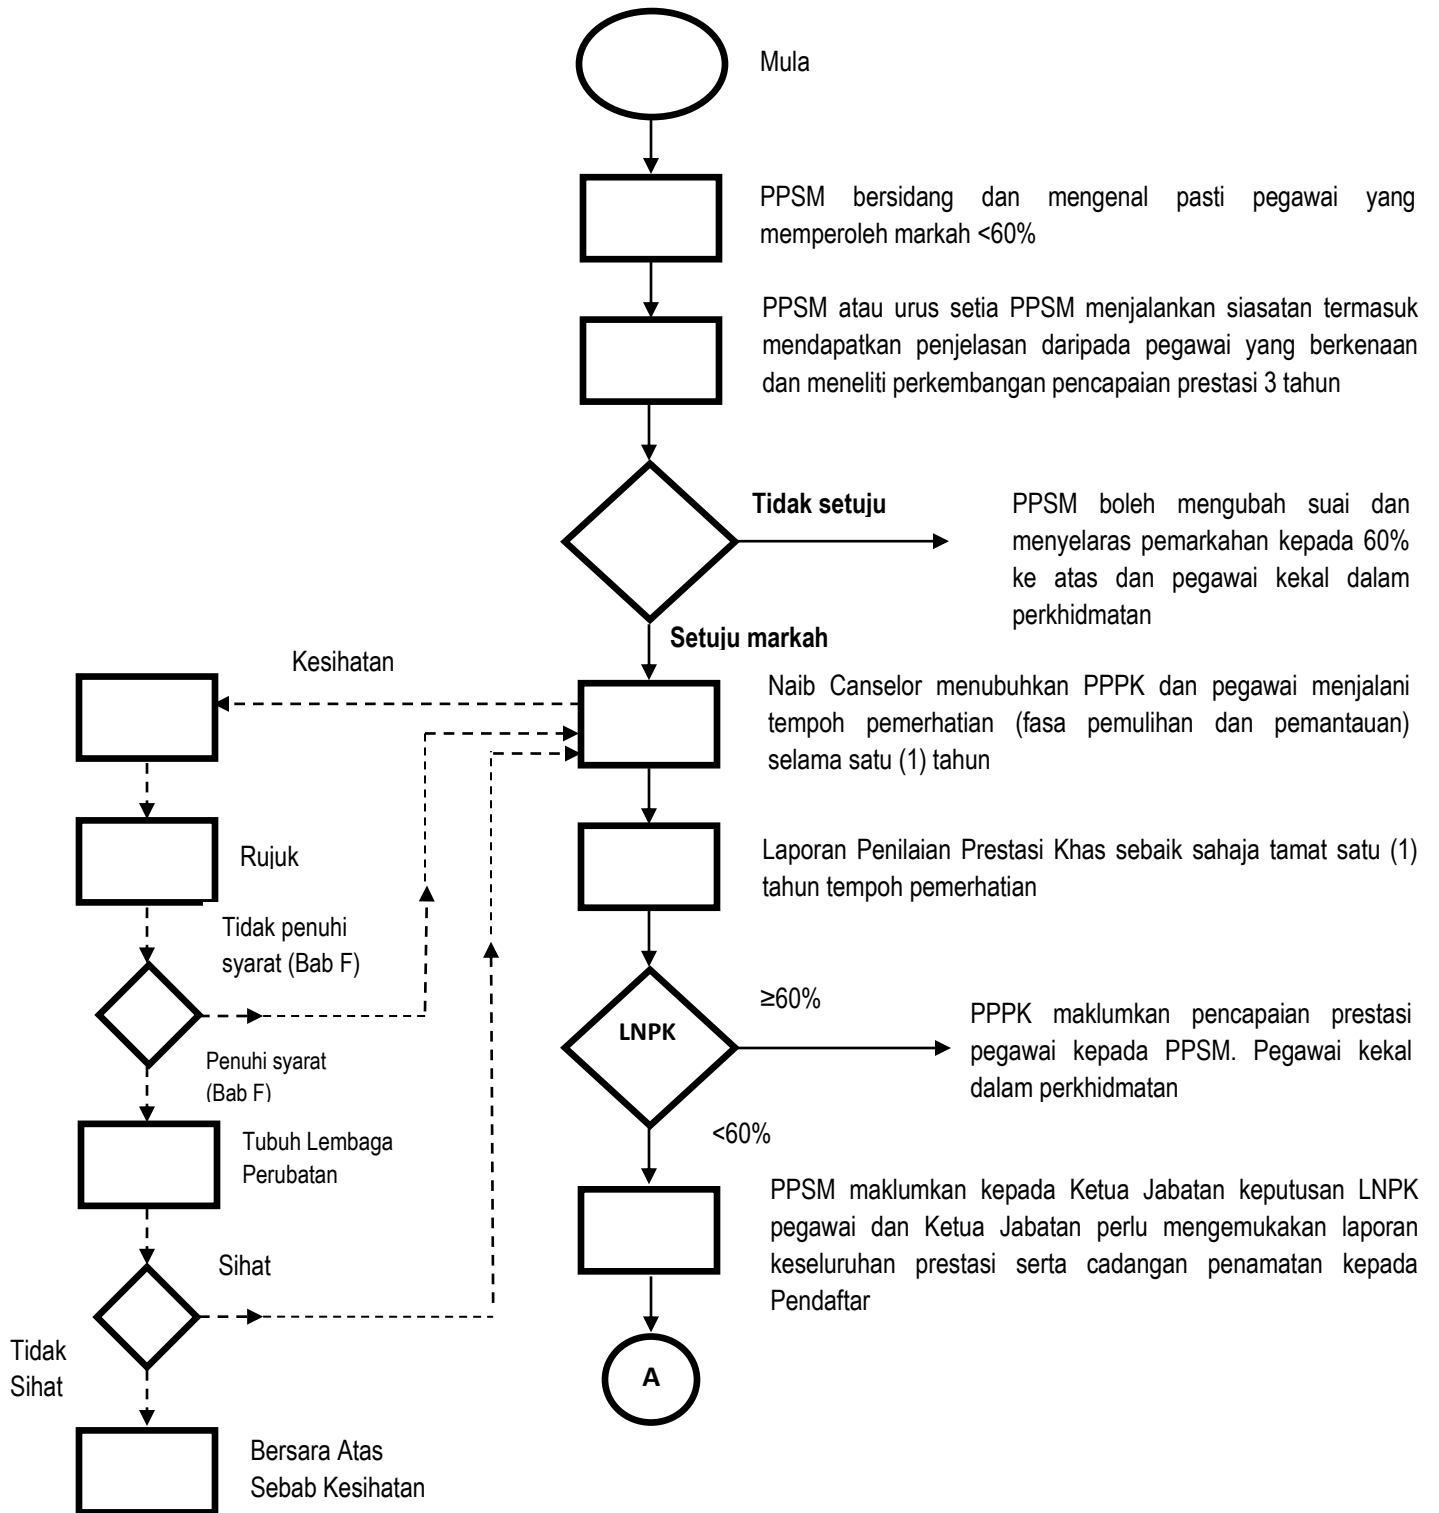 Mula
PPSM bersidang dan mengenal pasti pegawai yang
memperoleh markah <60%
PPSM atau urus setia PPSM menjalankan siasatan termasuk
mendapatkan penjelasan daripada pegawai yang berkenaan
dan meneliti perkembangan pencapaian prestasi 3 tahun
Tidak setuju
PPSM boleh mengubah suai dan
menyelaras pemarkahan kepada 60%
ke atas dan pegawai kekal dalam
perkhidmatan
Setuju markah
Kesihatan
Naib Canselor menubuhkan PPPK dan pegawai menjalani
tempoh pemerhatian (fasa pemulihan dan pemantauan)
selama satu (1) tahun
Rujuk
Laporan Penilaian Prestasi Khas sebaik sahaja tamat satu (1)
tahun tempoh pemerhatian
Tidak penuhi
syarat (Bab F)
LNPK
≥60%
PPPK maklumkan pencapaian prestasi
pegawai kepada PPSM. Pegawai kekal
dalam perkhidmatan
Penuhi syarat
(Bab F)
<60%
Tubuh Lembaga
Perubatan
PPSM maklumkan kepada Ketua Jabatan keputusan LNPK
pegawai dan Ketua Jabatan perlu mengemukakan laporan
keseluruhan prestasi serta cadangan penamatan kepada
Pendaftar
Sihat
Tidak
Sihat
A
Bersara Atas
Sebab Kesihatan